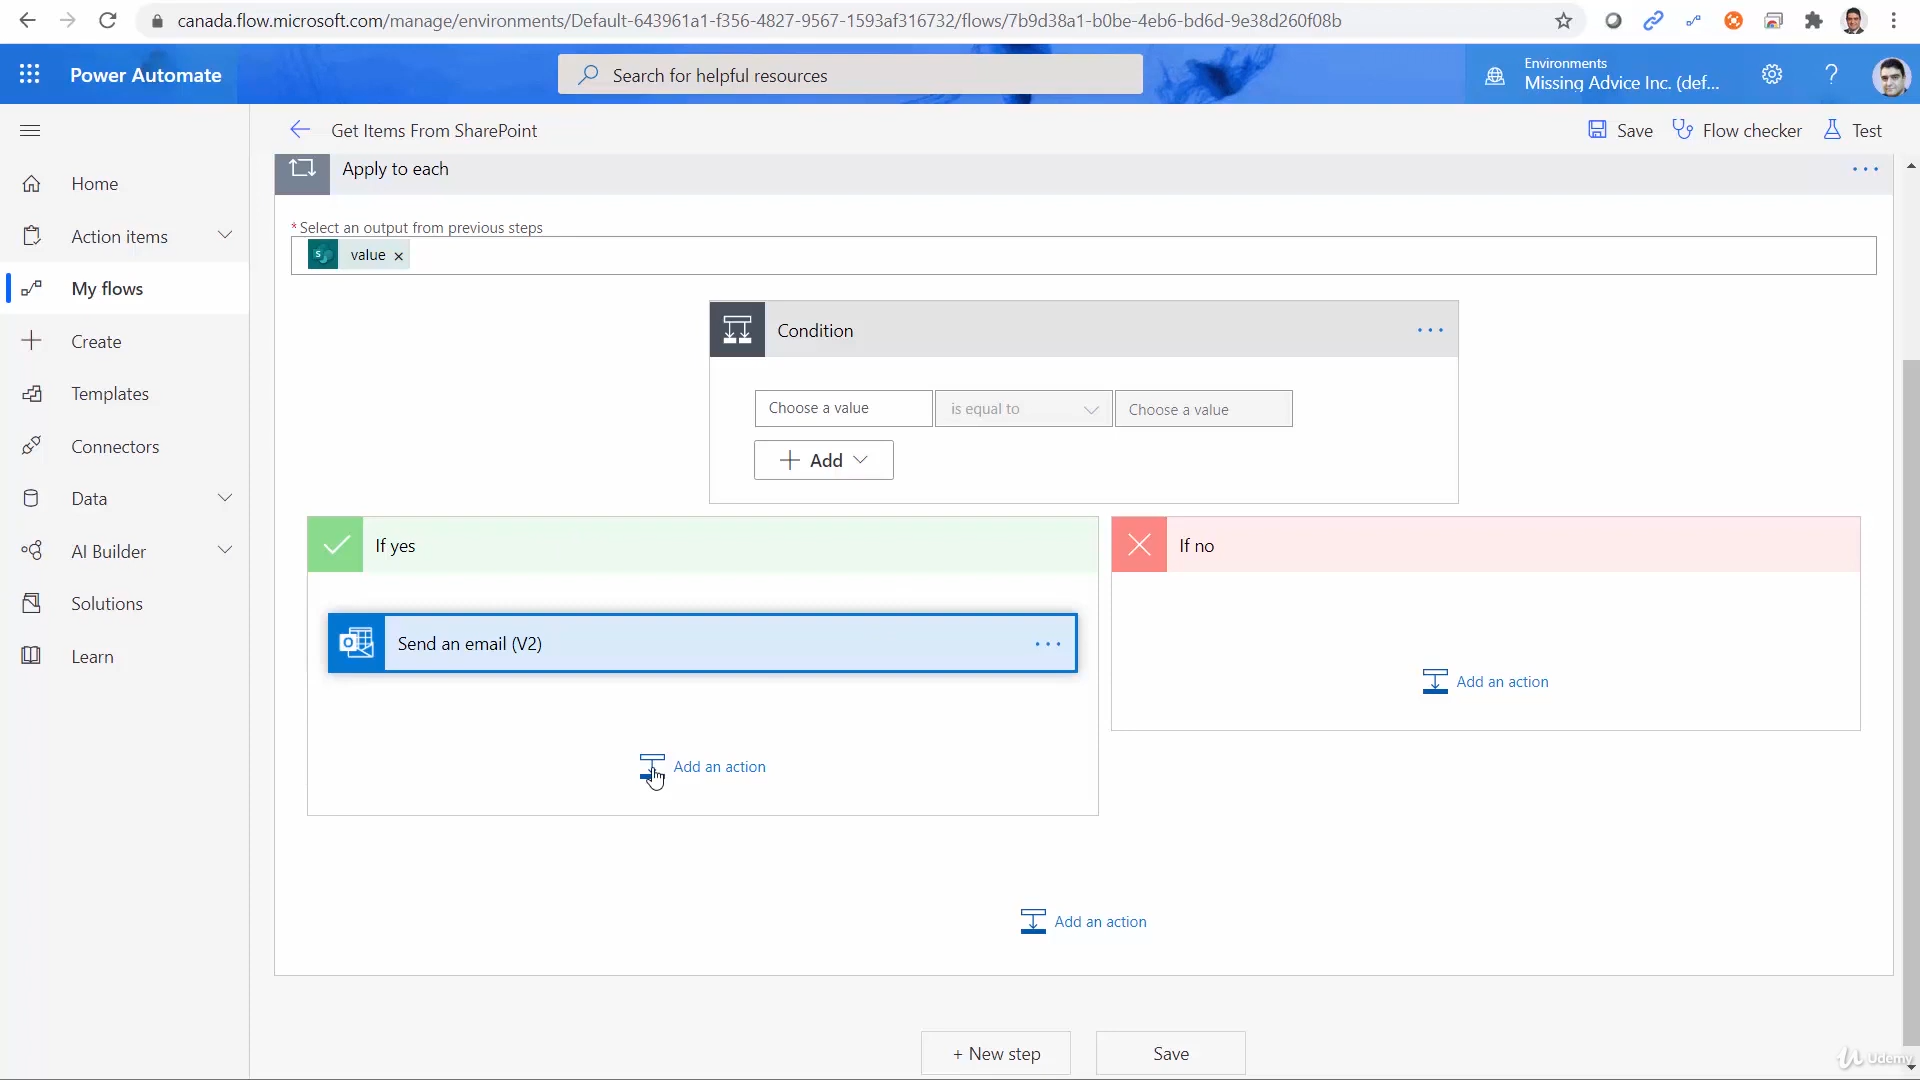 canada.flow.microsoft.com/manage/environments/Default-643961a1-f356-4827-9567-1593af316732/flows/7b9d38a1-b0be-4eb6-bd6d-9e38d260f08b
Power Automate
Search for helpful resources
Environments
Missing Advice Inc. (def...
?
Get Items From SharePoint
Save
Flow checker
Test
Home
Action items
My flows
Create
Templates
Connectors
Data
AI Builder
Solutions
Learn
Apply to each
* Select an output from previous steps
S value ×
Condition
Choose a value
is equal to
Choose a value
+ Add
If yes
If no
Send an email (V2)
Add an action
Add an action
Add an action
+ New step
Save
Udemy